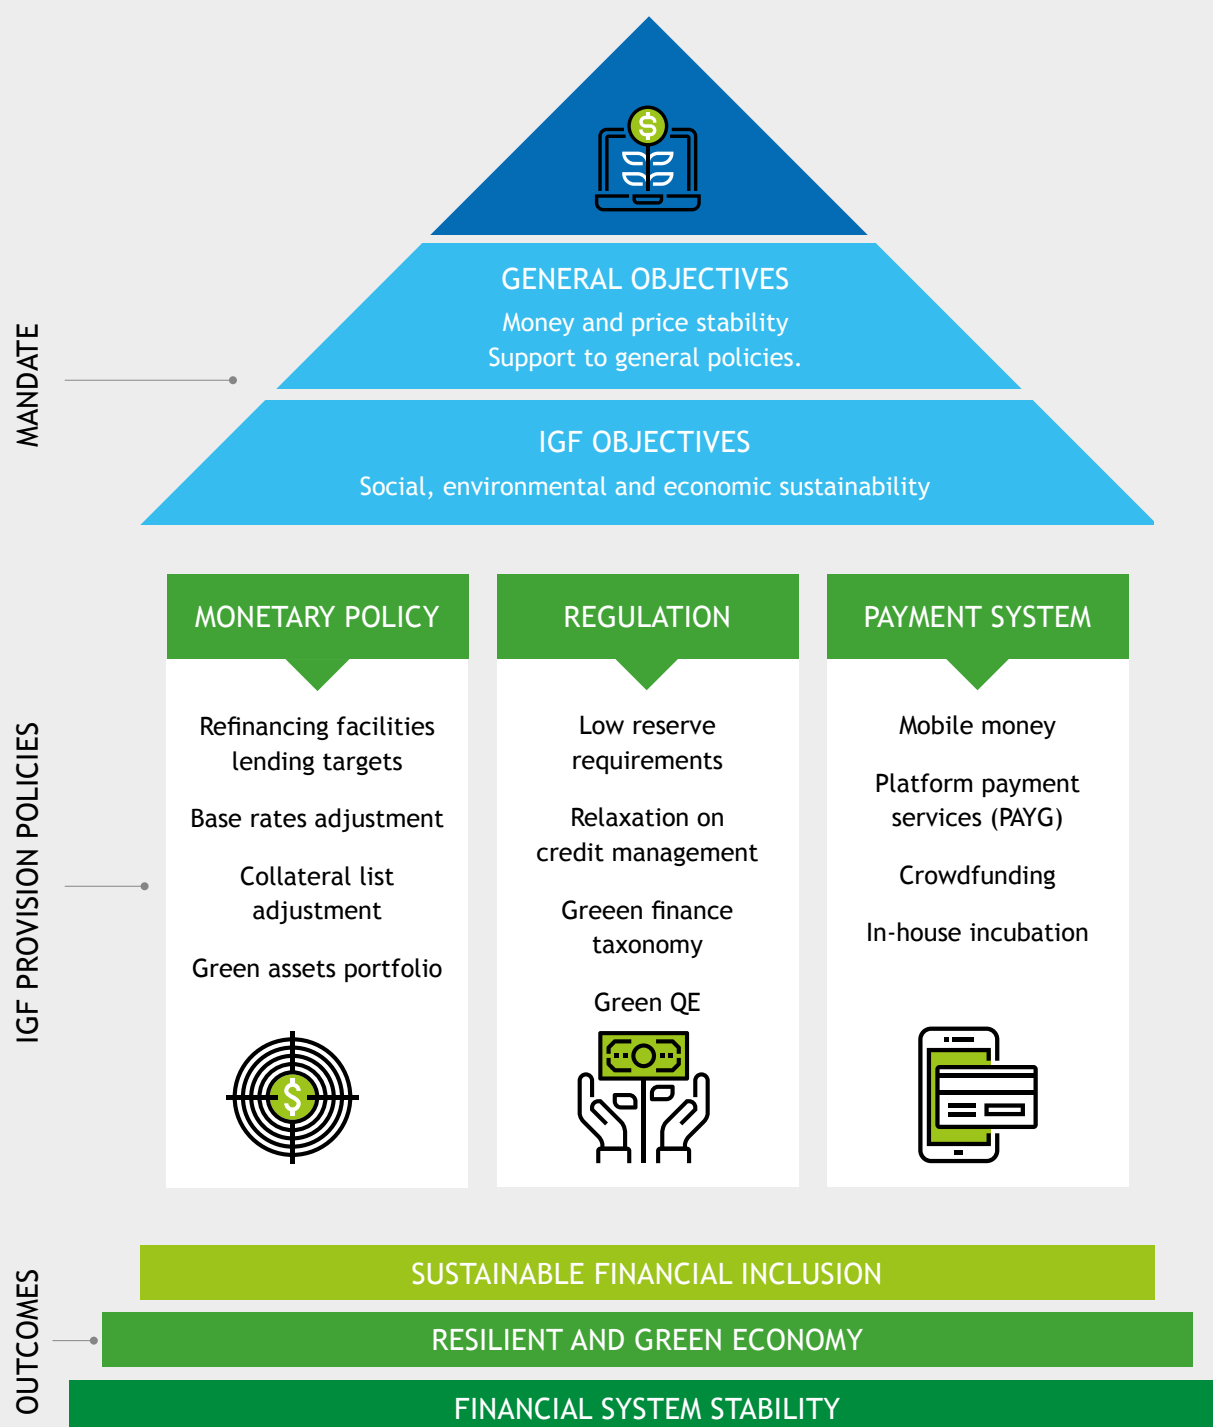 MANDATE
GENERAL OBJECTIVES
Money and price stability
Support to general policies.
IGF OBJECTIVES
Social, environmental and economic sustainability
IGF PROVISION POLICIES
MONETARY POLICY
Refinancing facilities
lending targets
Base rates adjustment
Collateral list
adjustment
Green assets portfolio
REGULATION
Low reserve
requirements
Relaxation on
credit management
Greeen finance
taxonomy
Green QE
PAYMENT SYSTEM
Mobile money
Platform payment
services (PAYG)
Crowdfunding
In-house incubation
OUTCOMES
SUSTAINABLE FINANCIAL INCLUSION
RESILIENT AND GREEN ECONOMY
FINANCIAL SYSTEM STABILITY